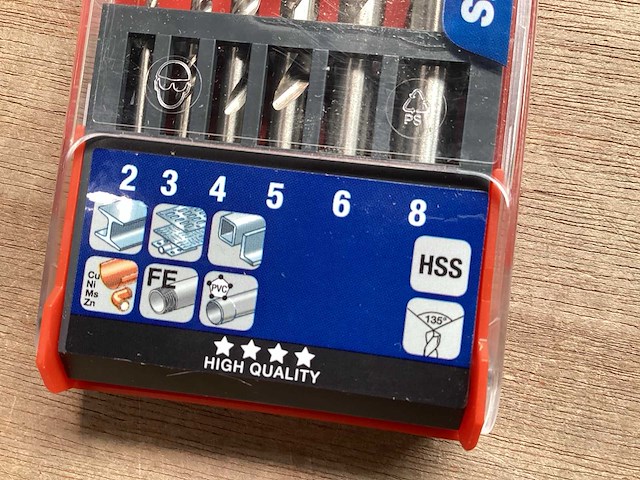 S
PS
2 3 4 5 6 8
HSS
Cu
Ni
Ms
Zn
FE
PVC
135°
HIGH QUALITY